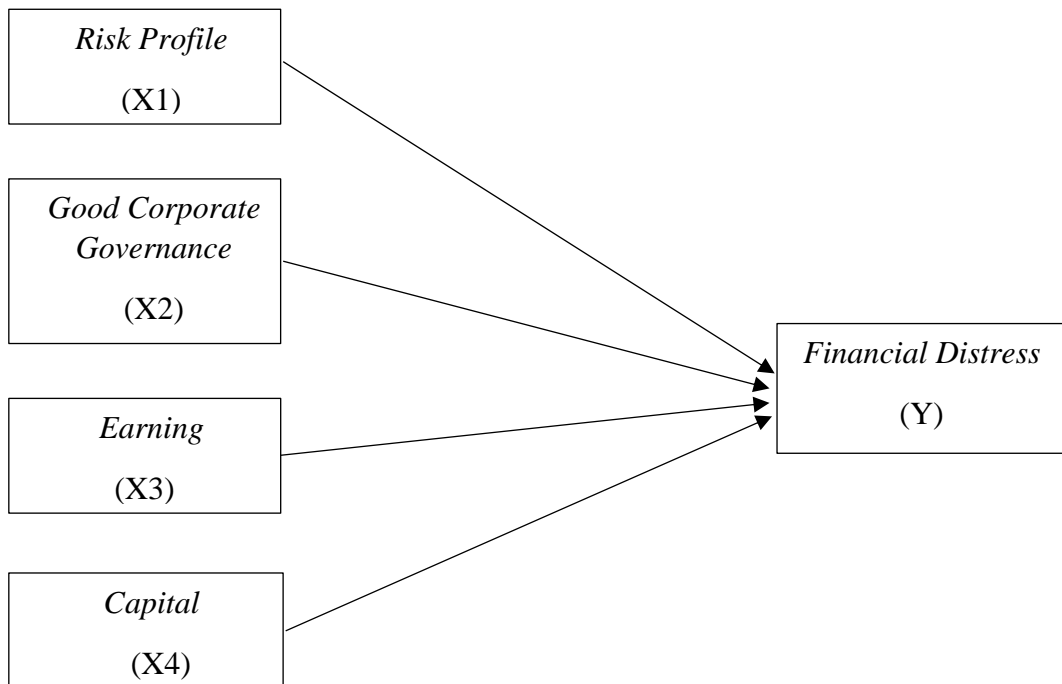 Risk Profile
(X1)
Good Corporate
Governance
(X2)
Financial Distress
(Y)
Earning
(X3)
Capital
(X4)